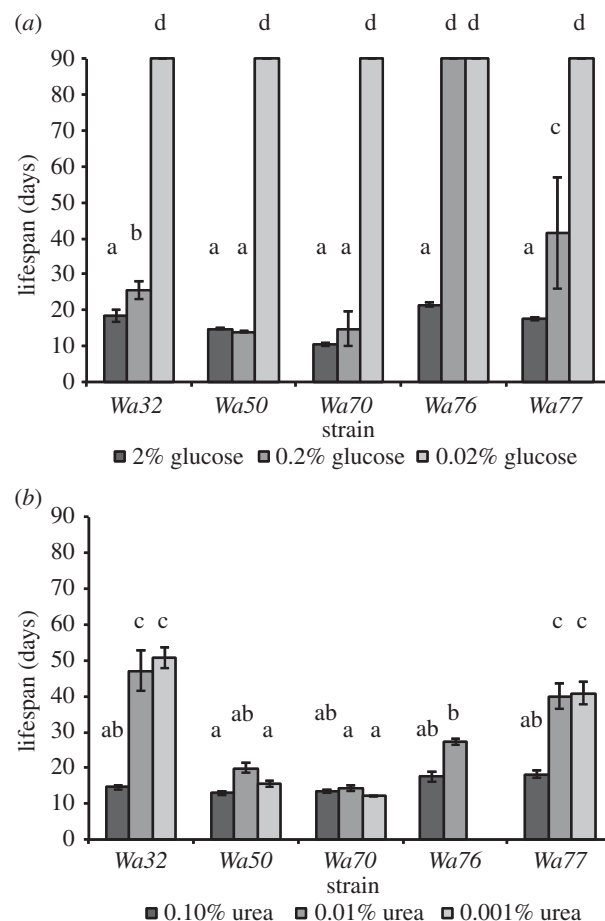 (a)
d d d d d d
90
80
70
60
50
40
30
20
10
0
lifespan (days)
c
a b a a a a a a
Wa32 Wa50 Wa70 Wa76 Wa77
strain
2% glucose 0.2% glucose 0.02% glucose
(b)
90
80
70
60
50
40
30
20
10
0
lifespan (days)
c c c c
ab a ab a ab a a ab b ab
Wa32 Wa50 Wa70 Wa76 Wa77
strain
0.10% urea 0.01% urea 0.001% urea